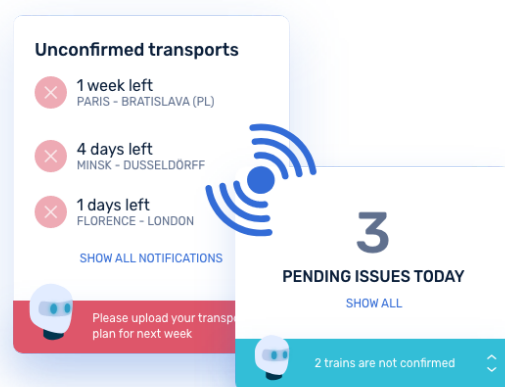 Unconfirmed transports
1 week left
PARIS - BRATISLAVA (PL)
4 days left
MINSK - DUSSELDÖRFF
1 days left
FLORENCE - LONDON
SHOW ALL NOTIFICATIONS
Please upload your
plan for next week
3
PENDING ISSUES TODAY
SHOW ALL
2 trains are not confirmed